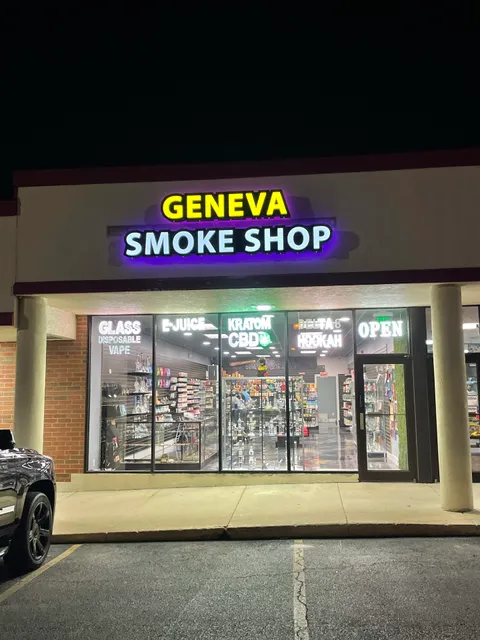 GENEVA
SMOKE SHOP
GLASS
DISPOSABLE
VAPE
E-JUICE
KRATOM
CBD
HOOKAH
OPEN